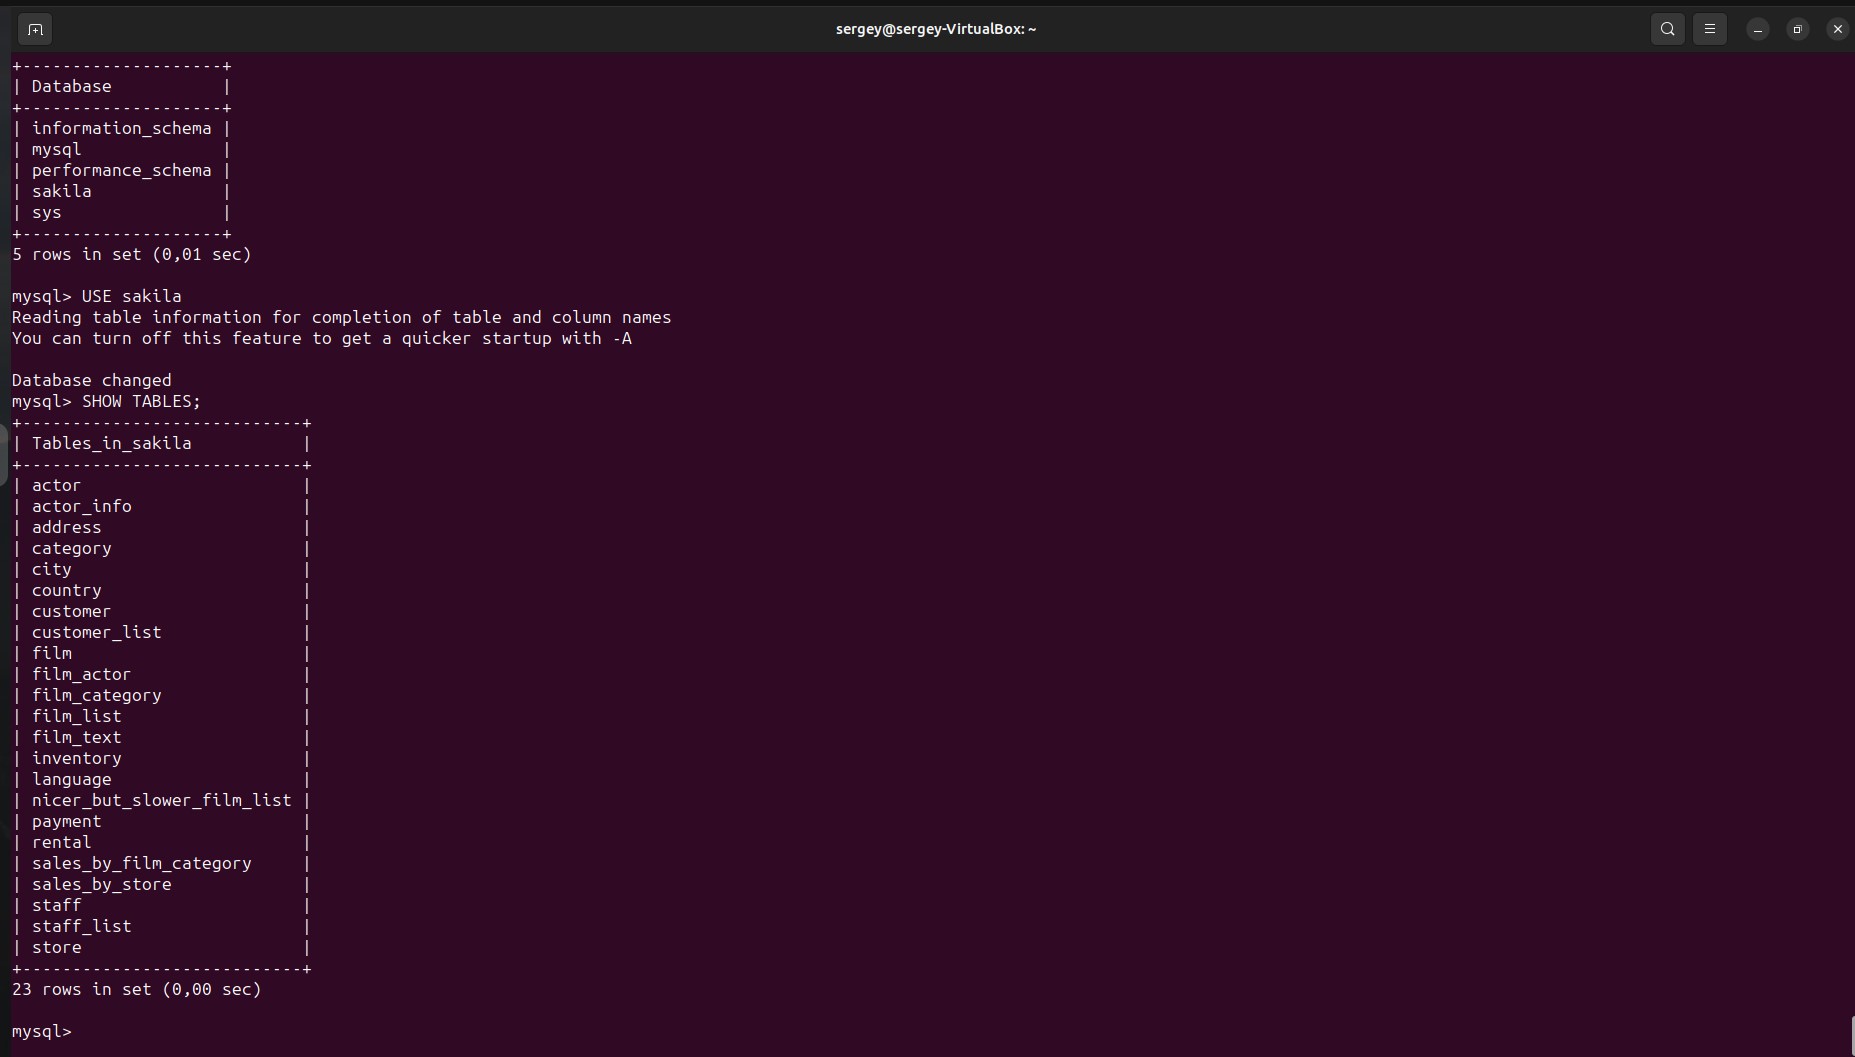 sergey@sergey-VirtualBox: ~
+--------------------+
| Database           |
+--------------------+
| information_schema |
| mysql              |
| performance_schema |
| sakila             |
| sys                |
+--------------------+
5 rows in set (0,01 sec)

mysql> USE sakila
Reading table information for completion of table and column names
You can turn off this feature to get a quicker startup with -A

Database changed
mysql> SHOW TABLES;
+----------------------------+
| Tables_in_sakila           |
+----------------------------+
| actor                      |
| actor_info                 |
| address                    |
| category                   |
| city                       |
| country                    |
| customer                   |
| customer_list              |
| film                       |
| film_actor                 |
| film_category              |
| film_list                  |
| film_text                  |
| inventory                  |
| language                   |
| nicer_but_slower_film_list |
| payment                    |
| rental                     |
| sales_by_film_category     |
| sales_by_store             |
| staff                      |
| staff_list                 |
| store                      |
+----------------------------+
23 rows in set (0,00 sec)

mysql>